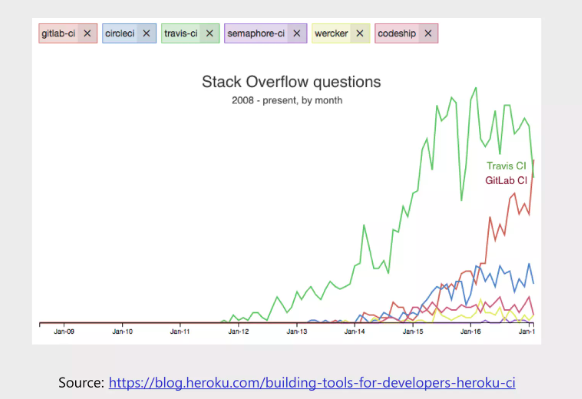 gitlab-ci × circleci × travis-ci × semaphore-ci × wercker × codeship ×
Stack Overflow questions
2008 - present, by month
Travis CI
GitLab CI
Jan-09 Jan-10 Jan-11 Jan-12 Jan-13 Jan-14 Jan-15 Jan-16 Jan-1
Source: https://blog.heroku.com/building-tools-for-developers-heroku-ci